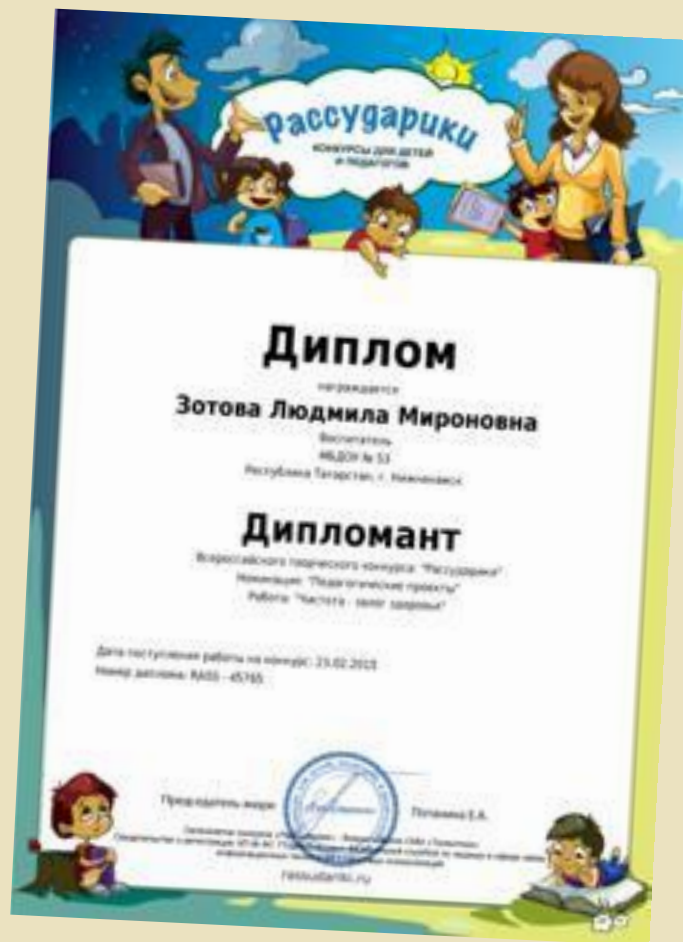 Рассударики
КОНКУРСЫ ДЛЯ ДЕТЕЙ
И ПЕДАГОГОВ
Диплом
награждается
Зотова Людмила Мироновна
Воспитатель
МБДОУ № 53
Республика Татарстан, г. Нижнекамск
Дипломант
Всероссийского творческого конкурса: "Рассударики"
Номинация: "Педагогические проекты"
Работа: "Чистота - залог здоровья"
Дата поступления работы на конкурс: 23.02.2015
Номер диплома: RASS - 45765
Председатель жюри
rassudariki.ru